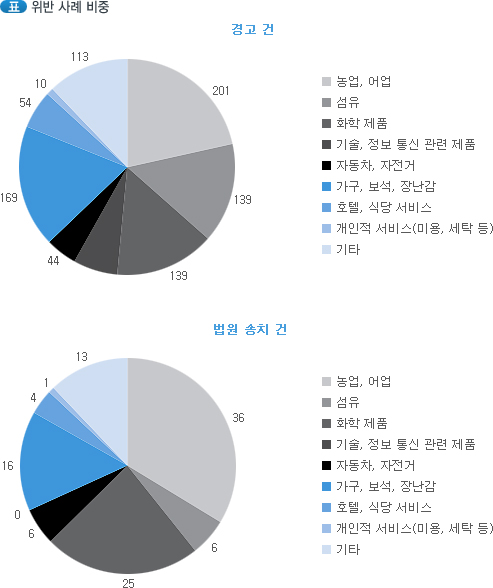 표 위반 사례 비중
경고 건
113
10
54
169
44
139
139
201
농업, 어업
섬유
화학 제품
기술, 정보 통신 관련 제품
자동차, 자전거
가구, 보석, 장난감
호텔, 식당 서비스
개인적 서비스(미용, 세탁 등)
기타
법원 송치 건
13
1
4
16
0
6
25
6
36
농업, 어업
섬유
화학 제품
기술, 정보 통신 관련 제품
자동차, 자전거
가구, 보석, 장난감
호텔, 식당 서비스
개인적 서비스(미용, 세탁 등)
기타